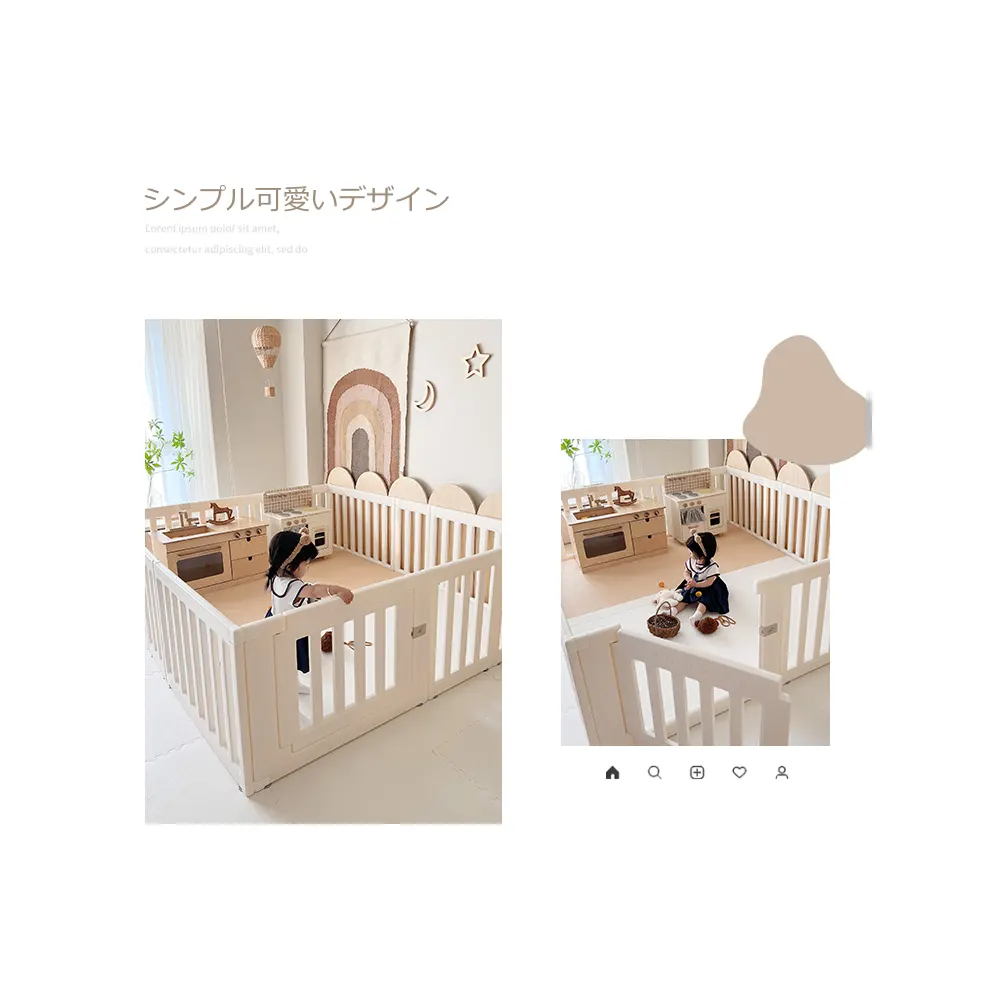 シンプル可愛いデザイン
Lorem ipsum dolor sit amet,
consectetur adipiscing elit, sed do